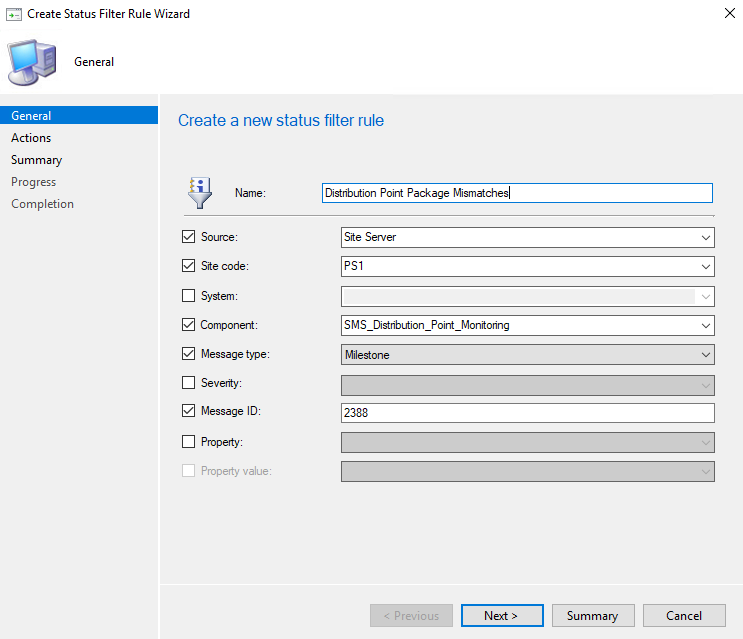 Create Status Filter Rule Wizard
General
General
Actions
Summary
Progress
Completion
Create a new status filter rule
Name: Distribution Point Package Mismatches
Source: Site Server
Site code: PS1
System:
Component: SMS_Distribution_Point_Monitoring
Message type: Milestone
Severity:
Message ID: 2388
Property:
Property value:
< Previous Next > Summary Cancel